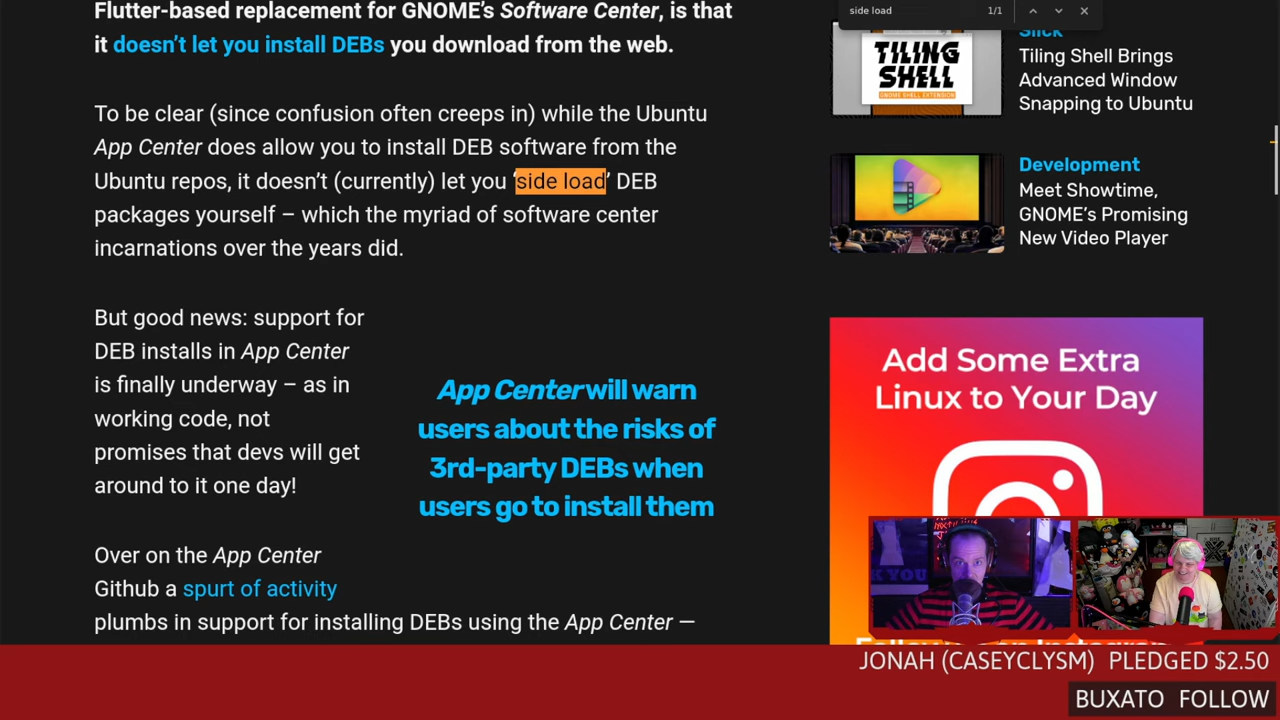 side load
1/1
Flutter-based replacement for GNOME's Software Center, is that
it doesn't let you install DEBs you download from the web.
To be clear (since confusion often creeps in) while the Ubuntu
App Center does allow you to install DEB software from the
Ubuntu repos, it doesn't (currently) let you 'side load' DEB
packages yourself – which the myriad of software center
incarnations over the years did.
But good news: support for
DEB installs in App Center
is finally underway – as in
working code, not
promises that devs will get
around to it one day!
App Center will warn
users about the risks of
3rd-party DEBs when
users go to install them
Over on the App Center
Github a spurt of activity
plumbs in support for installing DEBs using the App Center —
TILING
SHELL
GNOME SHELL EXTENSION
Slick
Tiling Shell Brings
Advanced Window
Snapping to Ubuntu
Development
Meet Showtime,
GNOME's Promising
New Video Player
Add Some Extra
Linux to Your Day
JONAH (CASEYCLYSM) PLEDGED $2.50
BUXATO FOLLOW